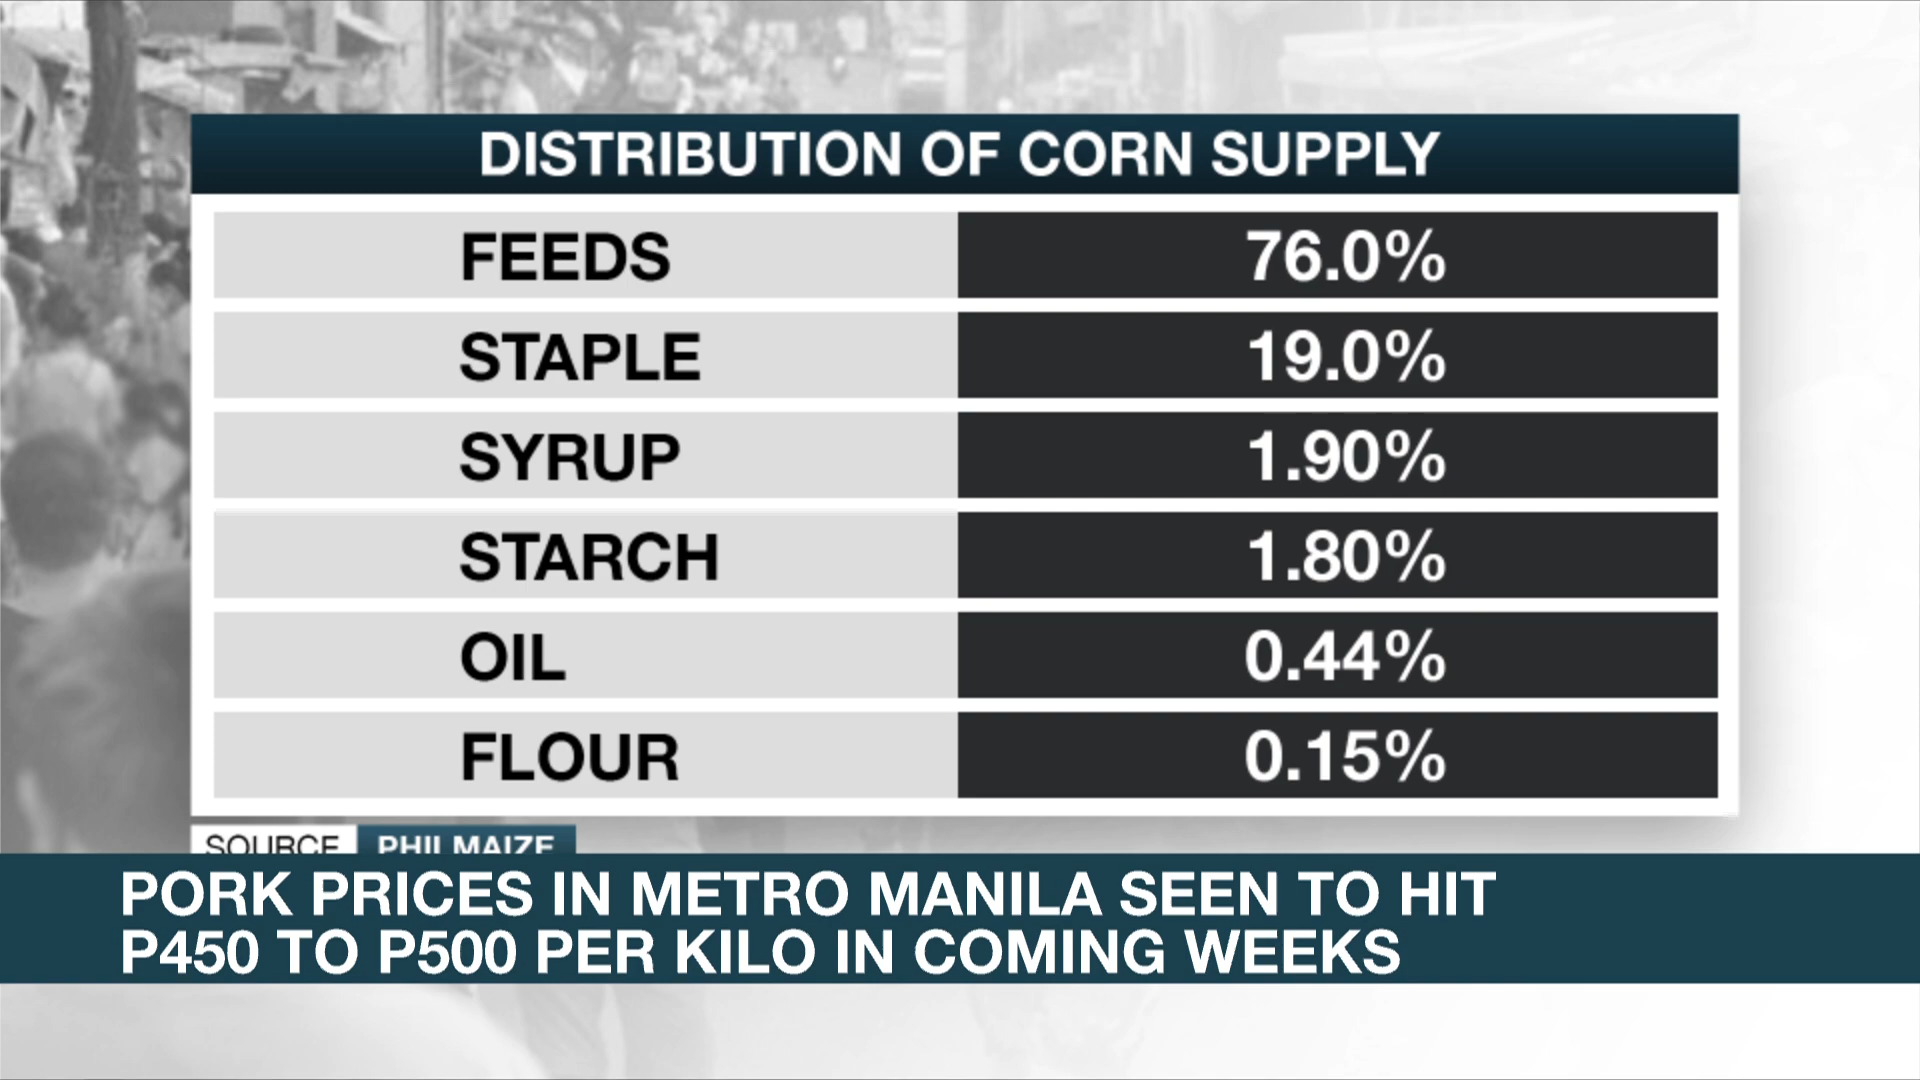 DISTRIBUTION OF CORN SUPPLY
FEEDS 76.0%
STAPLE 19.0%
SYRUP 1.90%
STARCH 1.80%
OIL 0.44%
FLOUR 0.15%
SOURCE PHILMAIZE
PORK PRICES IN METRO MANILA SEEN TO HIT
P450 TO P500 PER KILO IN COMING WEEKS